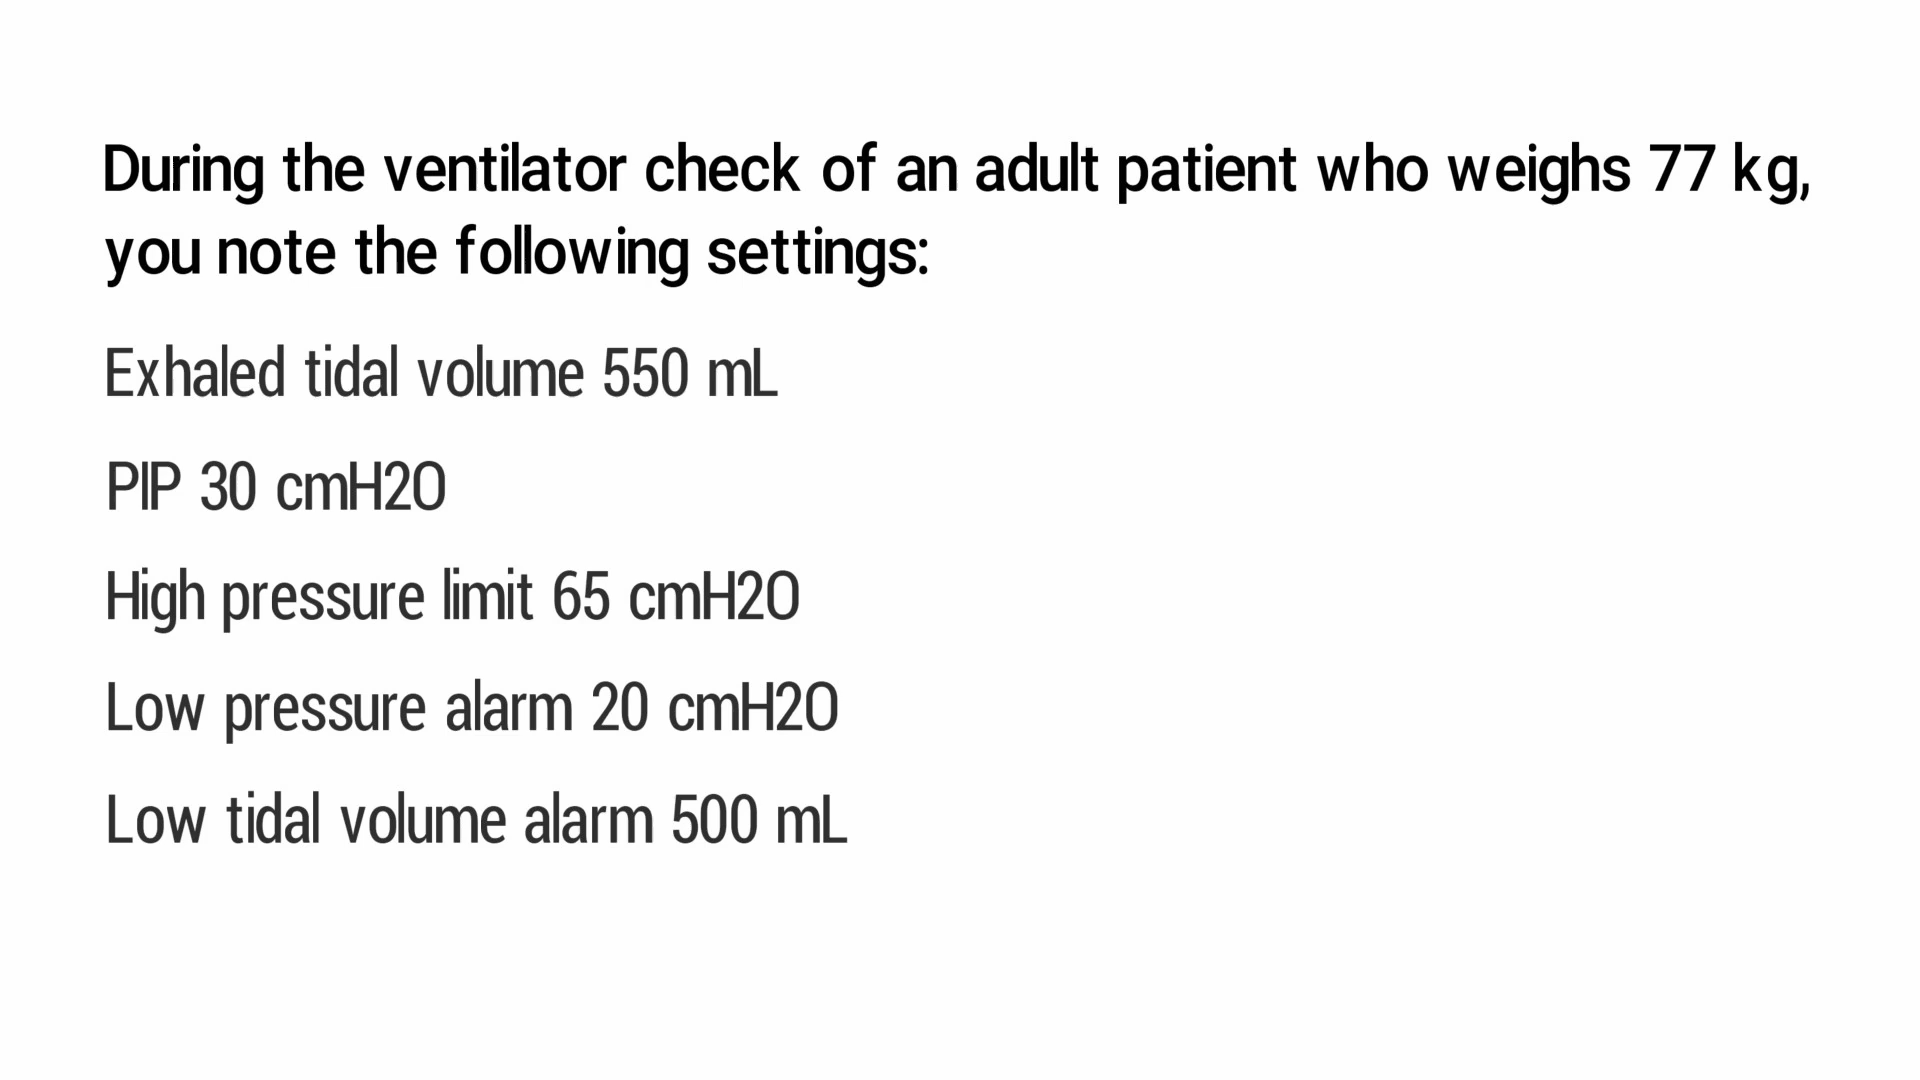 During the ventilator check of an adult patient who weighs 77 kg,
you note the following settings:
Exhaled tidal volume 550 mL
PIP 30 cmH2O
High pressure limit 65 cmH2O
Low pressure alarm 20 cmH2O
Low tidal volume alarm 500 mL